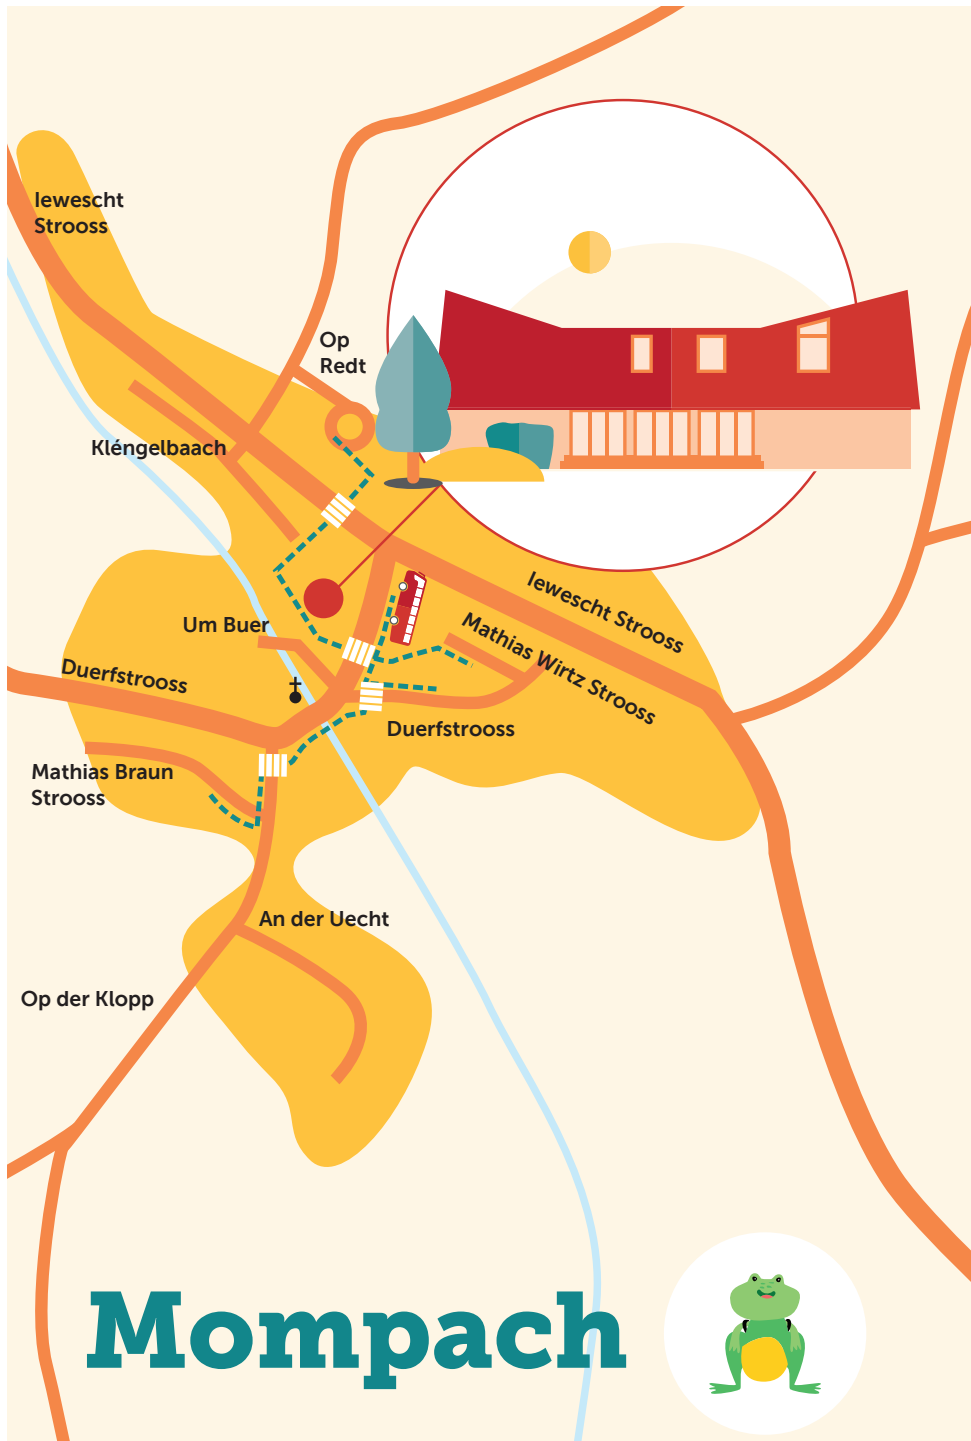 Iewescht
Strooss
Op
Redt
Kléngelbaach
Iewescht Strooss
Mathias Wirtz Strooss
Um Buer
Duerfstrooss
Duerfstrooss
Mathias Braun
Strooss
An der Uecht
Op der Klopp
Mompach